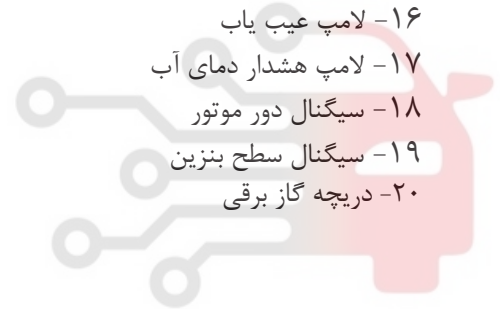 ۱۶- لامپ عیب یاب
۱۷- لامپ هشدار دمای آب
۱۸- سیگنال دور موتور
۱۹- سیگنال سطح بنزین
۲۰- دریچه گاز برقی